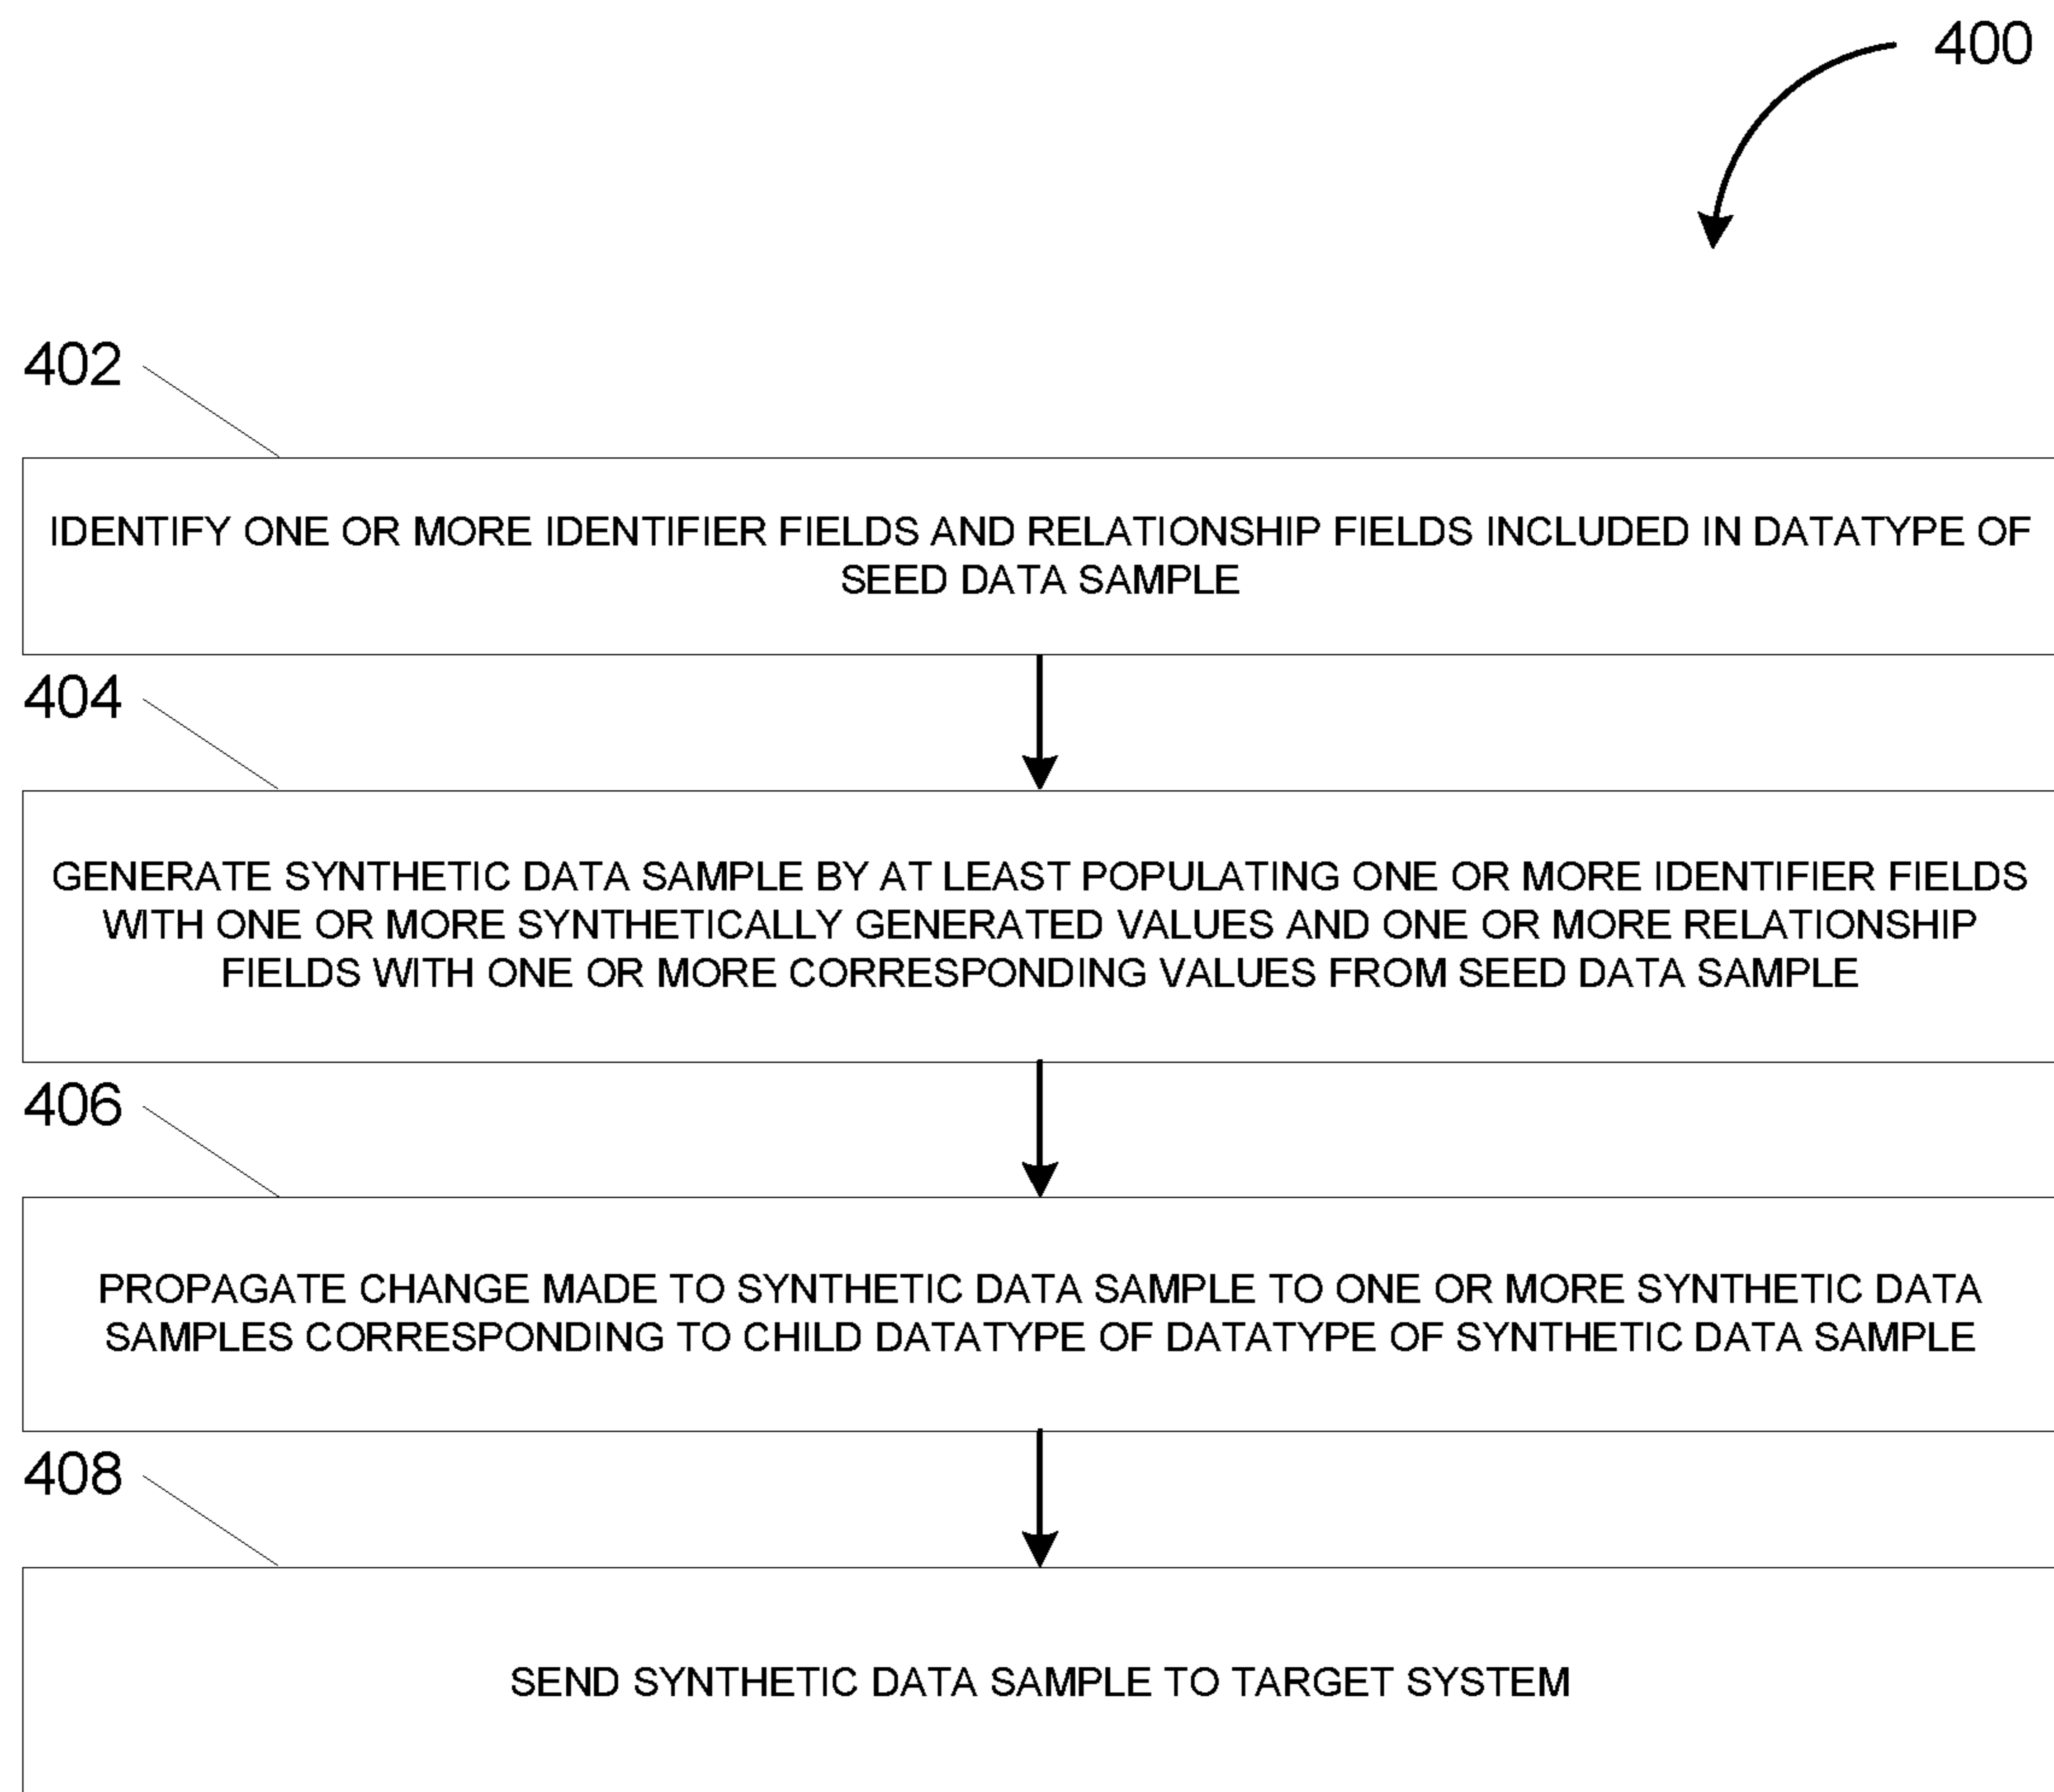 400
402
IDENTIFY ONE OR MORE IDENTIFIER FIELDS AND RELATIONSHIP FIELDS INCLUDED IN DATATYPE OF
SEED DATA SAMPLE
404
GENERATE SYNTHETIC DATA SAMPLE BY AT LEAST POPULATING ONE OR MORE IDENTIFIER FIELDS
WITH ONE OR MORE SYNTHETICALLY GENERATED VALUES AND ONE OR MORE RELATIONSHIP
FIELDS WITH ONE OR MORE CORRESPONDING VALUES FROM SEED DATA SAMPLE
406
PROPAGATE CHANGE MADE TO SYNTHETIC DATA SAMPLE TO ONE OR MORE SYNTHETIC DATA
SAMPLES CORRESPONDING TO CHILD DATATYPE OF DATATYPE OF SYNTHETIC DATA SAMPLE
408
SEND SYNTHETIC DATA SAMPLE TO TARGET SYSTEM